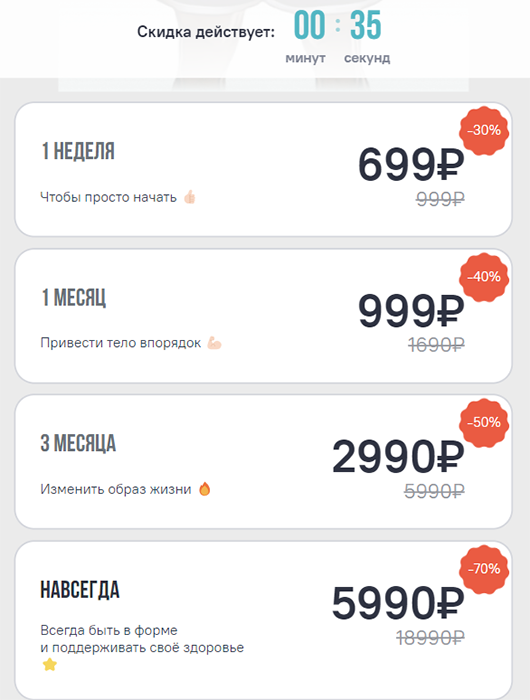 Скидка действует: 00 : 35
минут секунд
-30%
1 НЕДЕЛЯ
699₽
Чтобы просто начать 👍🏻
999₽
-40%
1 МЕСЯЦ
999₽
Привести тело впорядок 💪🏻
1690₽
-50%
3 МЕСЯЦА
2990₽
Изменить образ жизни 🔥
5990₽
-70%
НАВСЕГДА
5990₽
Всегда быть в форме
18990₽
и поддерживать своё здоровье
⭐